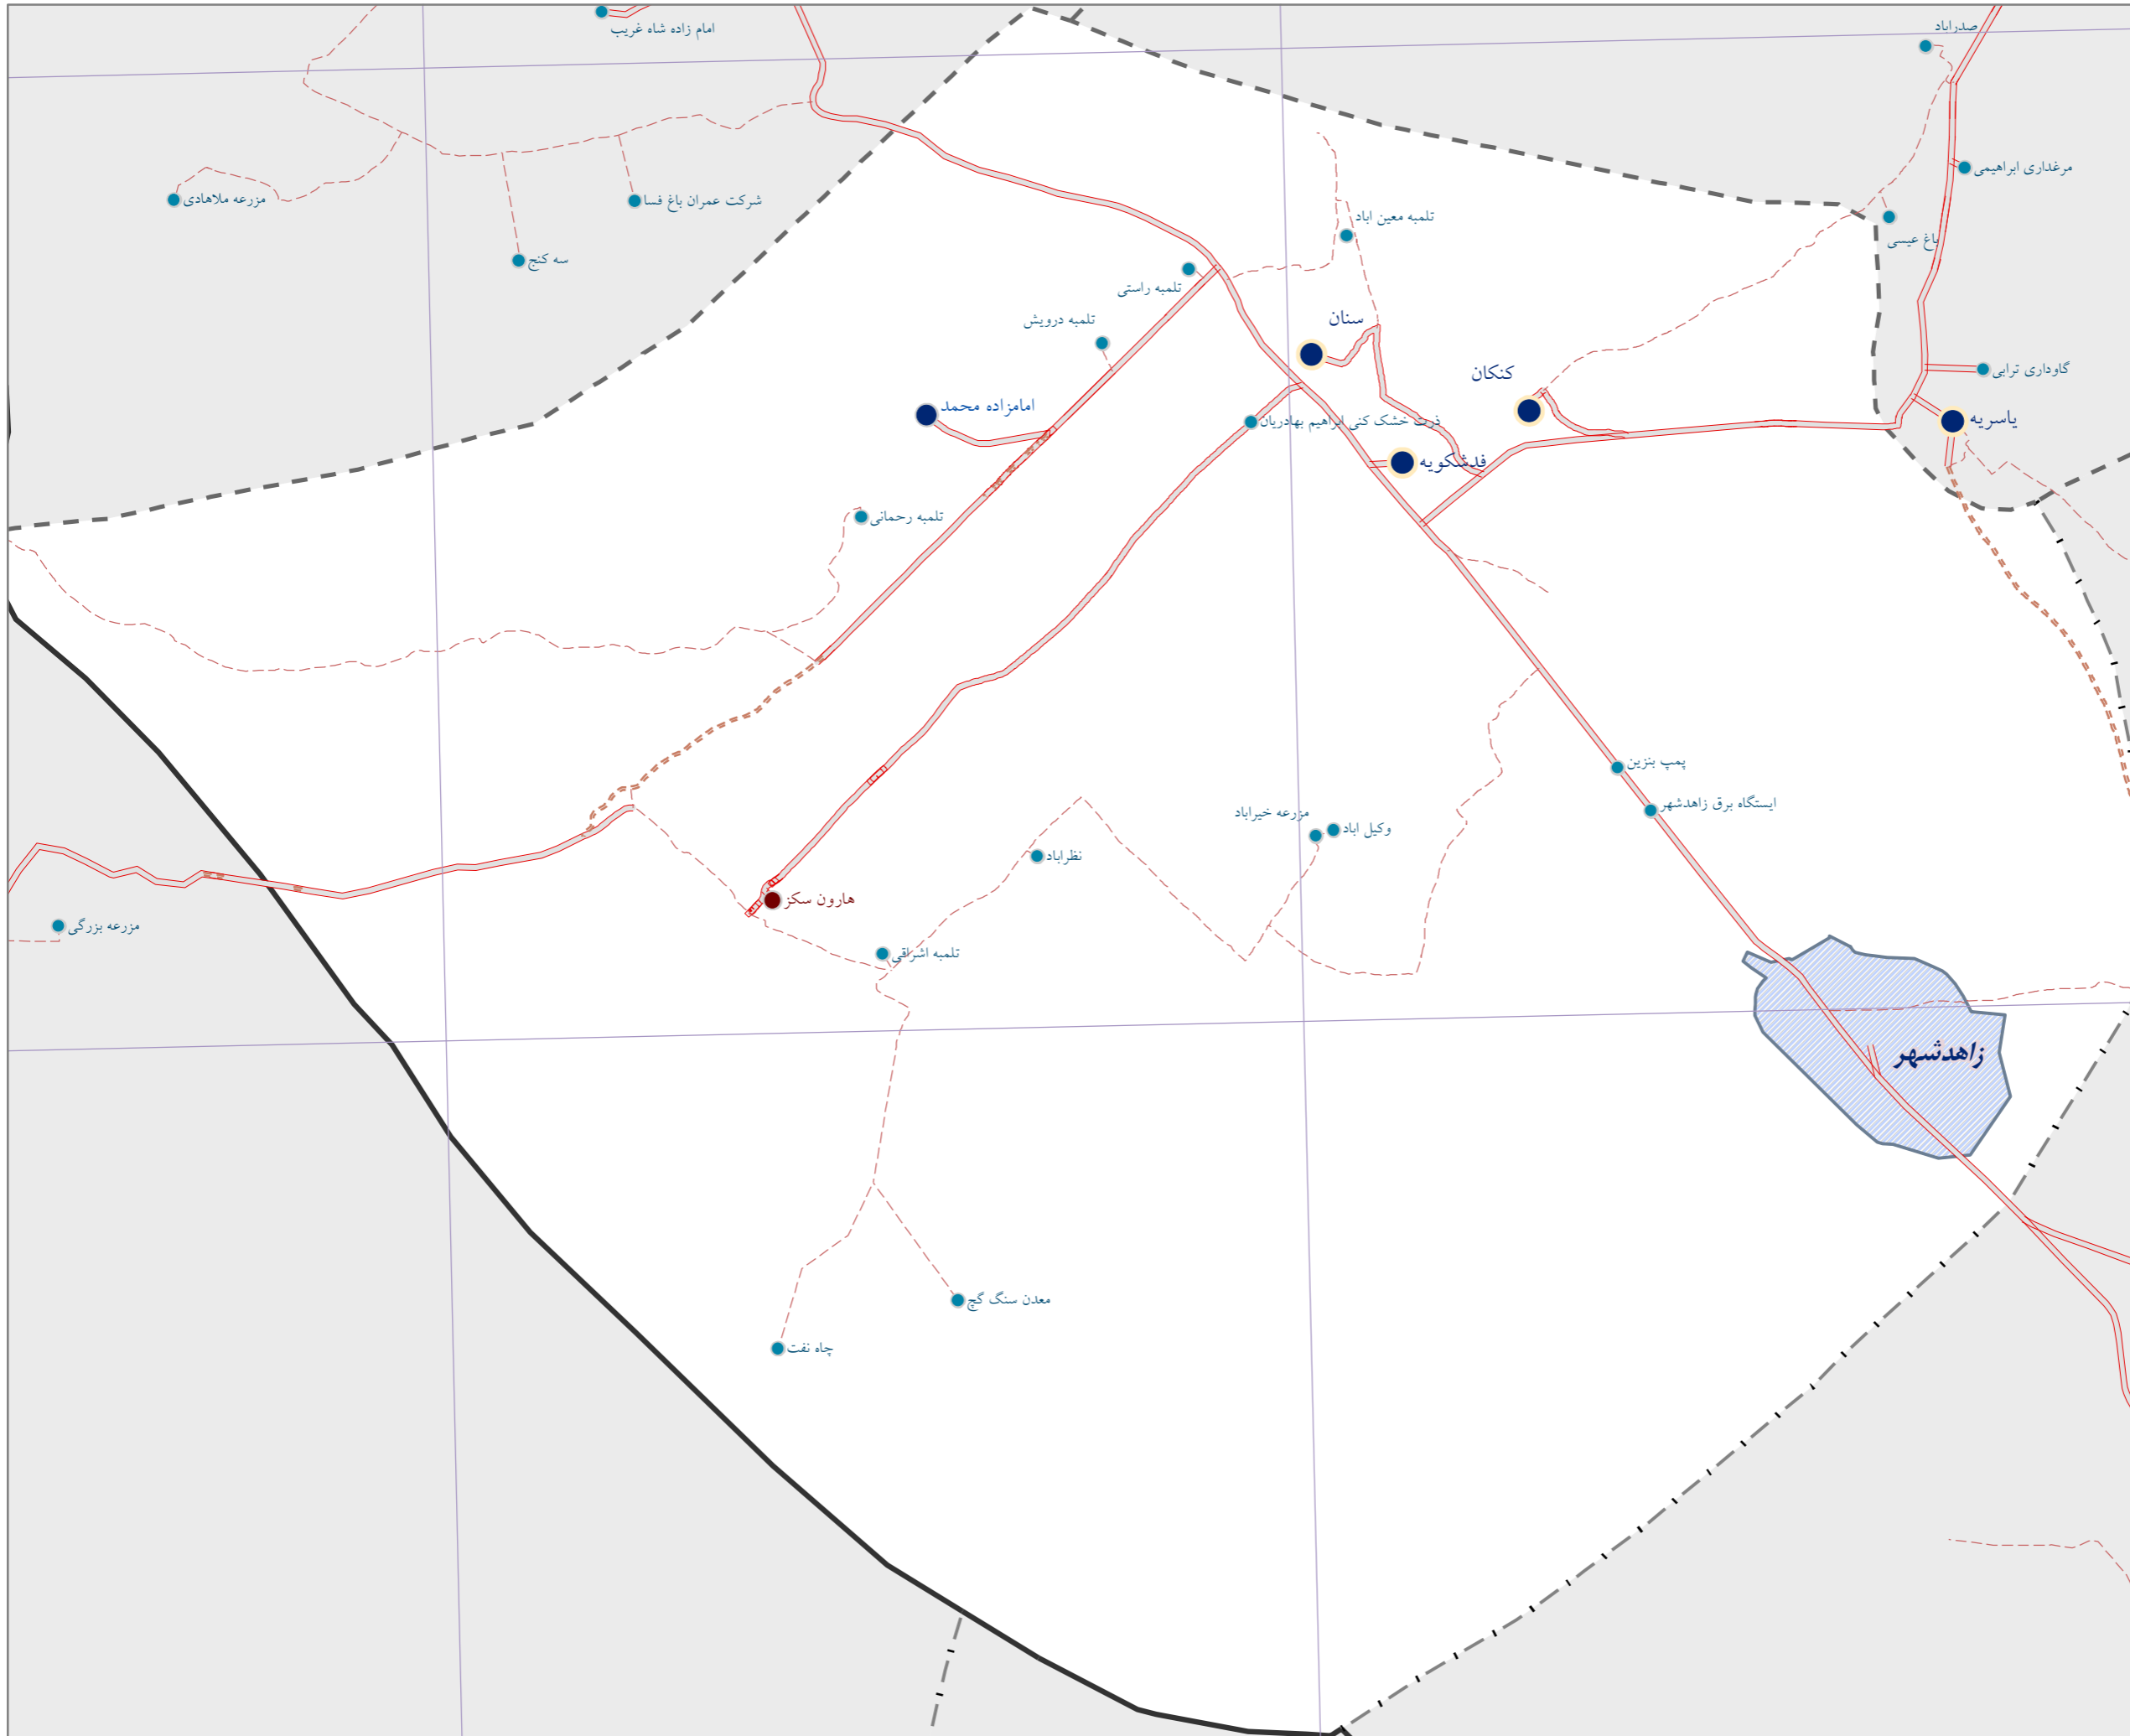 امام زاده شاه غریب
صدراباد
مرغداری ابراهیمی
مزرعه ملاهادی
شرکت عمران باغ فسا
تلمبه معین اباد
باغ عیسی
سه کنج
تلمبه راستی
تلمبه درویش
سنان
کنکان
گاوداری ترابی
امامزاده محمد
ذرت خشک کنی ابراهیم بهادریان
یاسریه
فدشکویه
تلمبه رحمانی
پمپ بنزین
ایستگاه برق زاهدشهر
مزرعه خیراباد
وکیل اباد
نظراباد
هارون سکز
مزرعه بزرگی
تلمبه اشراقی
زاهدشهر
معدن سنگ گچ
چاه نفت